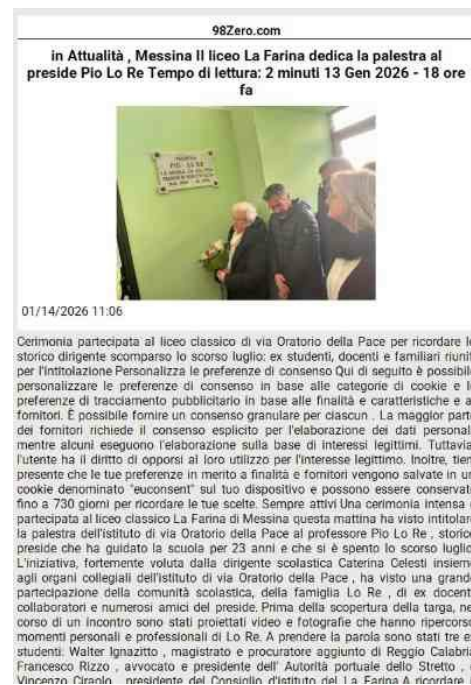 98Zero.com
in Attualità , Messina Il liceo La Farina dedica la palestra al
preside Pio Lo Re Tempo di lettura: 2 minuti 13 Gen 2026 - 18 ore
fa
PIO LO RE
01/14/2026 11:06
Cerimonia partecipata al liceo classico di via Oratorio della Pace per ricordare lo
storico dirigente scomparso lo scorso luglio: ex studenti, docenti e familiari riuniti
per l'intitolazione Personalizza le preferenze di consenso Qui di seguito è possibile
personalizzare le preferenze di consenso in base alle categorie di cookie e le
preferenze di tracciamento pubblicitario in base alle finalità e caratteristiche e ai
fornitori. È possibile fornire un consenso granulare per ciascun . La maggior parte
dei fornitori richiede il consenso esplicito per l'elaborazione dei dati personali,
mentre alcuni eseguono l'elaborazione sulla base di interessi legittimi. Tuttavia,
l'utente ha il diritto di opporsi al loro utilizzo per l'interesse legittimo. Inoltre, tieni
presente che le tue preferenze in merito a finalità e fornitori vengono salvate in un
cookie denominato "euconsent" sul tuo dispositivo e possono essere conservate
fino a 730 giorni per ricordare le tue scelte. Sempre attivi Una cerimonia intensa e
partecipata al liceo classico La Farina di Messina questa mattina ha visto intitolare
la palestra dell'istituto di via Oratorio della Pace al professore Pio Lo Re , storico
preside che ha guidato la scuola per 23 anni e che si è spento lo scorso luglio.
L'iniziativa, fortemente voluta dalla dirigente scolastica Caterina Celesti insieme
agli organi collegiali dell'istituto di via Oratorio della Pace , ha visto una grande
partecipazione della comunità scolastica, della famiglia Lo Re , di ex docenti
collaboratori e numerosi amici del preside. Prima della scopertura della targa, nel
corso di un incontro sono stati proiettati video e fotografie che hanno ripercorso
momenti personali e professionali di Lo Re. A prendere la parola sono stati tre ex
studenti: Walter Ignazitto , magistrato e procuratore aggiunto di Reggio Calabria,
Francesco Rizzo , avvocato e presidente dell' Autorità portuale dello Stretto , e
Vincenzo Ciraolo , presidente del Consiglio d'istituto del La Farina.A ricordare